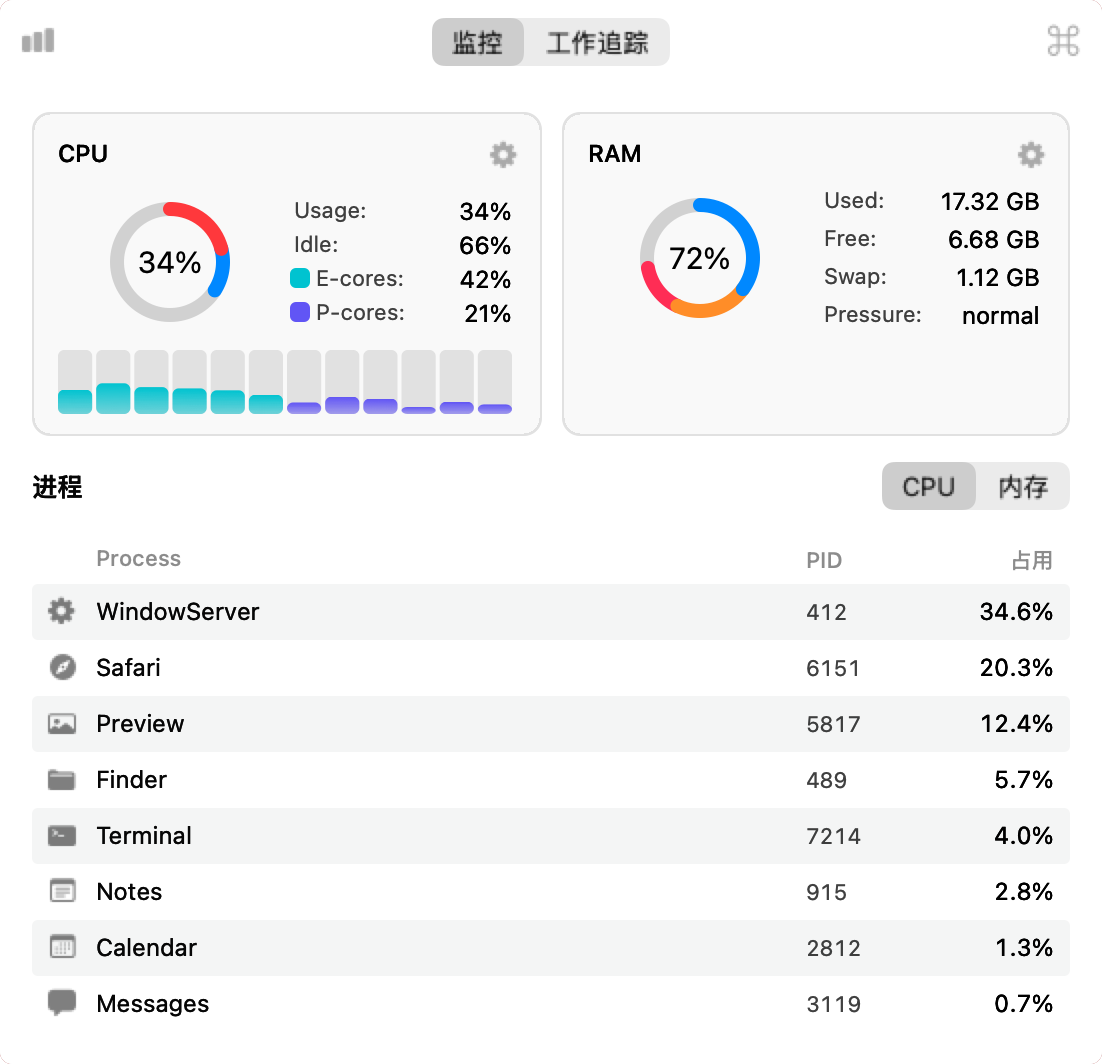 监控 工作追踪
CPU
34%
Usage: 34%
Idle: 66%
E-cores: 42%
P-cores: 21%
RAM
72%
Used: 17.32 GB
Free: 6.68 GB
Swap: 1.12 GB
Pressure: normal
进程
CPU 内存
Process PID 占用
WindowServer 412 34.6%
Safari 6151 20.3%
Preview 5817 12.4%
Finder 489 5.7%
Terminal 7214 4.0%
Notes 915 2.8%
Calendar 2812 1.3%
Messages 3119 0.7%